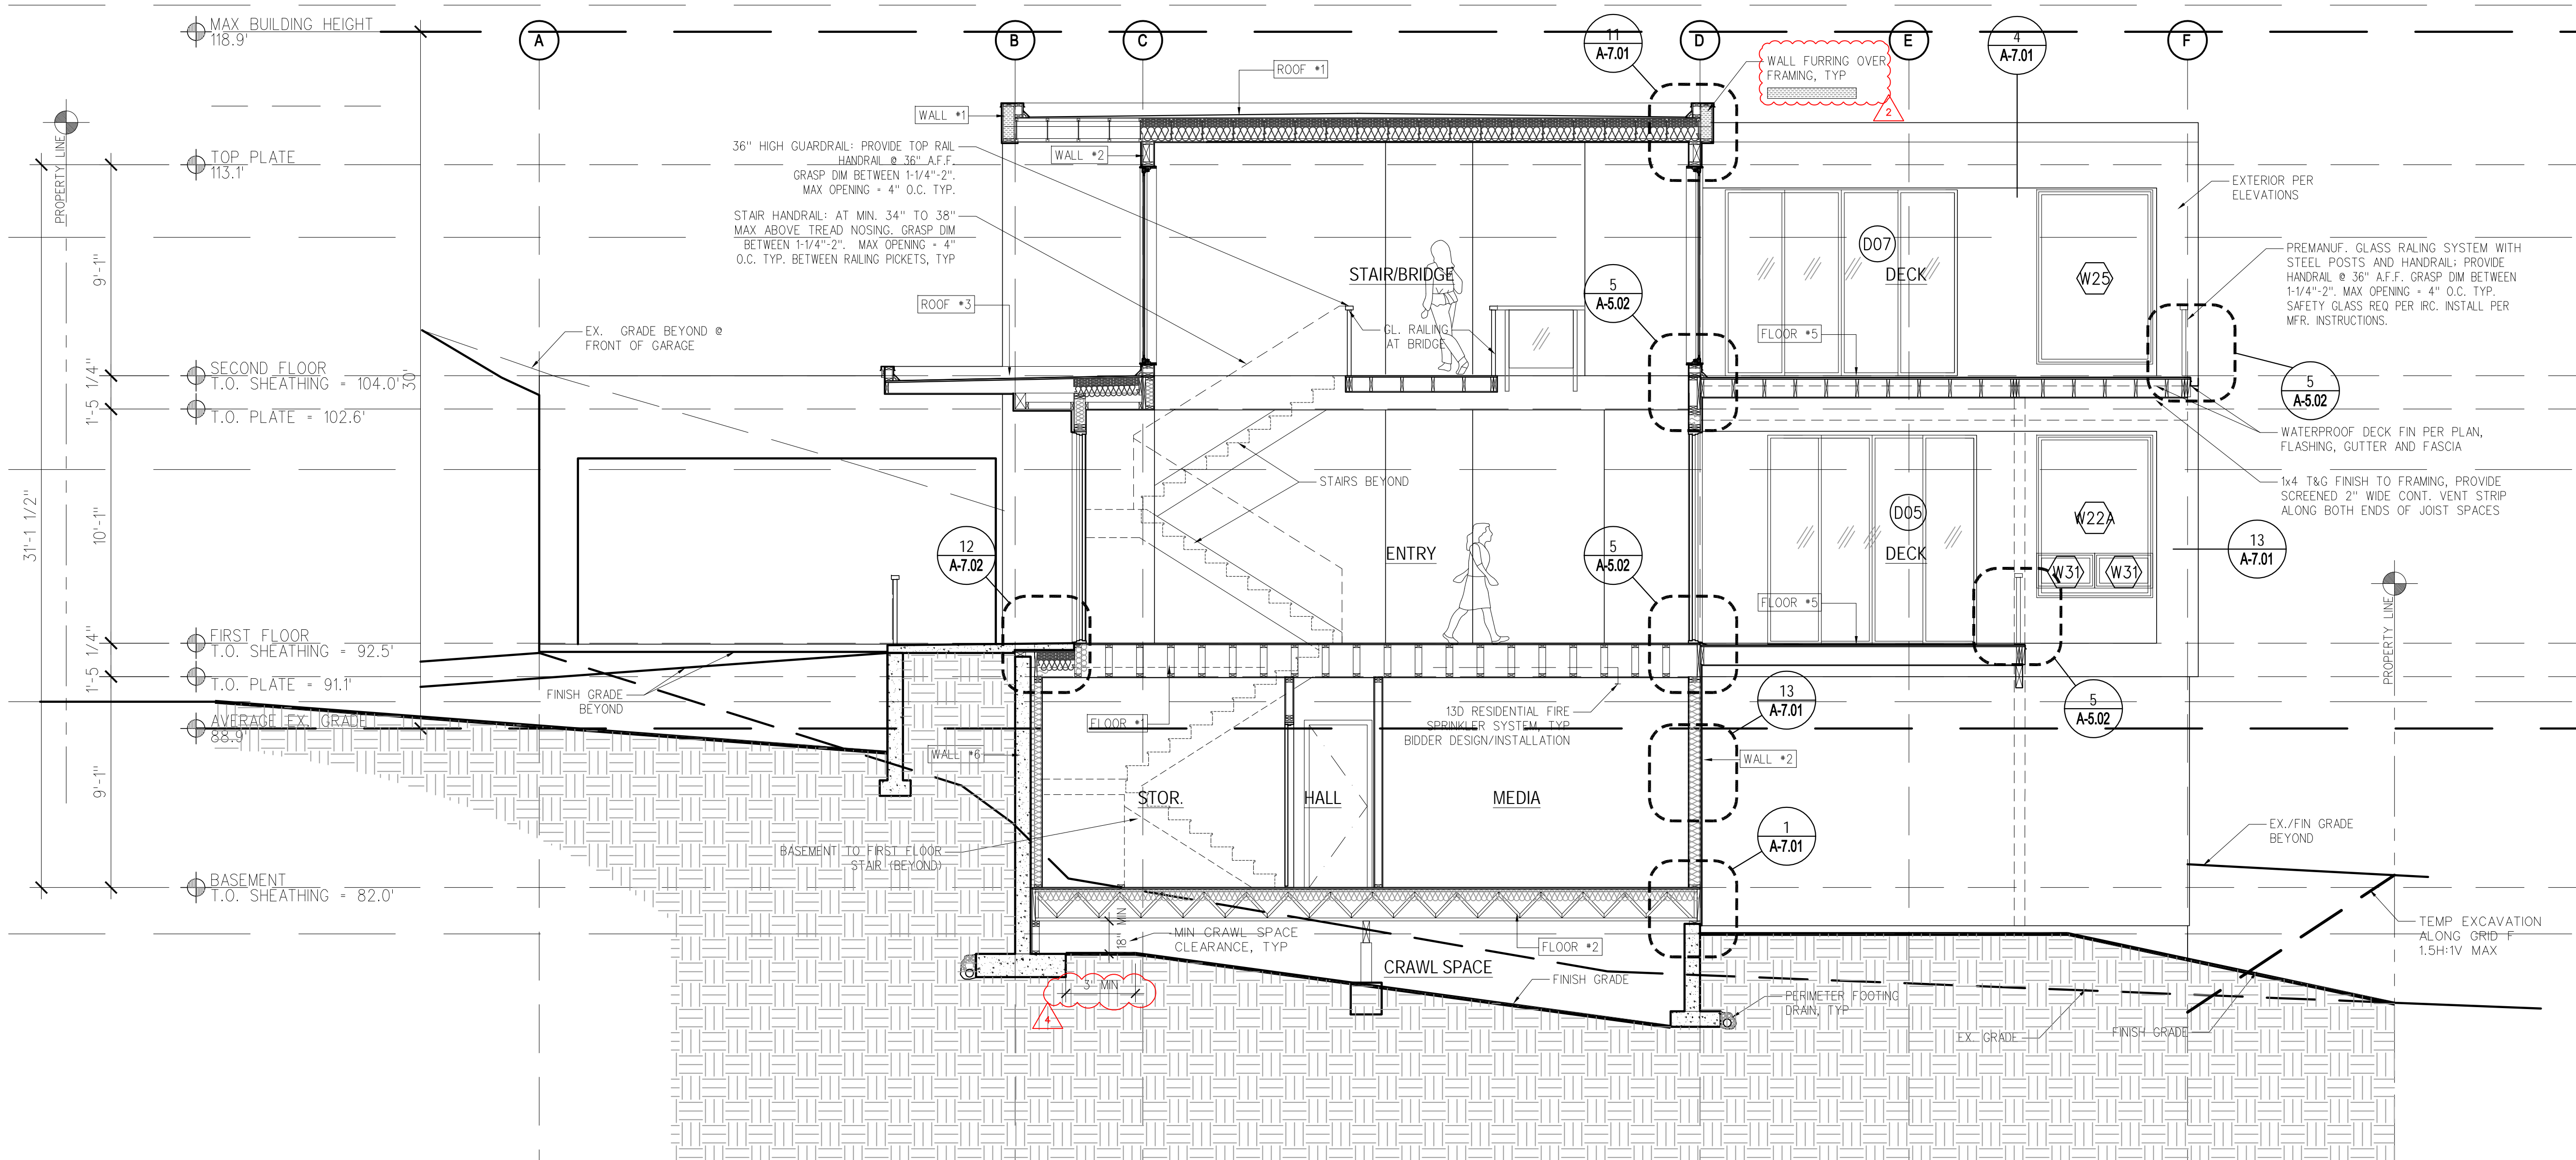 MAX BUILDING HEIGHT
118.9'
A
B
C
11
A-7.01
D
E
4
A-7.01
F
WALL FURRING OVER
FRAMING, TYP
2
ROOF *1
WALL *1
WALL *2
36" HIGH GUARDRAIL: PROVIDE TOP RAIL
HANDRAIL @ 36" A.F.F.
GRASP DIM BETWEEN 1-1/4"-2".
MAX OPENING = 4" O.C. TYP.
STAIR HANDRAIL: AT MIN. 34" TO 38"
MAX ABOVE TREAD NOSING. GRASP DIM
BETWEEN 1-1/4"-2". MAX OPENING = 4"
O.C. TYP. BETWEEN RAILING PICKETS, TYP
PROPERTY LINE
TOP PLATE
113.1'
9'-1"
EXTERIOR PER
ELEVATIONS
PREMANUF. GLASS RALING SYSTEM WITH
STEEL POSTS AND HANDRAIL; PROVIDE
HANDRAIL @ 36" A.F.F. GRASP DIM BETWEEN
1-1/4"-2". MAX OPENING = 4" O.C. TYP.
SAFETY GLASS REQ PER IRC. INSTALL PER
MFR. INSTRUCTIONS.
STAIR/BRIDGE
D07
DECK
W25
5
A-5.02
ROOF *3
EX. GRADE BEYOND @
FRONT OF GARAGE
GL. RAILING
AT BRIDGE
FLOOR *5
SECOND FLOOR
T.O. SHEATHING = 104.0'
30'
1'-5 1/4"
T.O. PLATE = 102.6'
5
A-5.02
WATERPROOF DECK FIN PER PLAN,
FLASHING, GUTTER AND FASCIA
1x4 T&G FINISH TO FRAMING, PROVIDE
SCREENED 2" WIDE CONT. VENT STRIP
ALONG BOTH ENDS OF JOIST SPACES
STAIRS BEYOND
31'-1 1/2"
10'-1"
12
A-7.02
ENTRY
5
A-5.02
D05
DECK
W22A
W31
W31
13
A-7.01
FLOOR *5
PROPERTY LINE
FIRST FLOOR
T.O. SHEATHING = 92.5'
1'-5 1/4"
T.O. PLATE = 91.1'
FINISH GRADE
BEYOND
AVERAGE EX. GRADE
88.9'
FLOOR *1
13D RESIDENTIAL FIRE
SPRINKLER SYSTEM, TYP
BIDDER DESIGN/INSTALLATION
13
A-7.01
5
A-5.02
WALL *6
WALL *2
9'-1"
STOR.
HALL
MEDIA
1
A-7.01
BASEMENT TO FIRST FLOOR
STAIR (BEYOND)
EX./FIN GRADE
BEYOND
BASEMENT
T.O. SHEATHING = 82.0'
18" MIN
MIN CRAWL SPACE
CLEARANCE, TYP
FLOOR *2
TEMP EXCAVATION
ALONG GRID F
1.5H:1V MAX
CRAWL SPACE
FINISH GRADE
3' MIN
4
PERIMETER FOOTING
DRAIN, TYP
EX. GRADE
FINISH GRADE